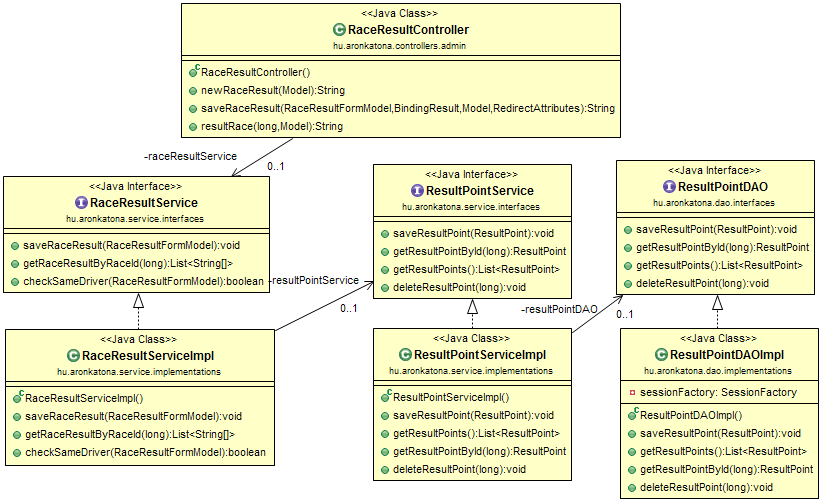 <<Java Class>>
RaceResultController
hu.aronkatona.controllers.admin
RaceResultController()
newRaceResult(Model):String
saveRaceResult(RaceResultFormModel,BindingResult,Model,RedirectAttributes):String
resultRace(long,Model):String
-raceResultService
0..1
<<Java Interface>>
RaceResultService
hu.aronkatona.service.interfaces
saveRaceResult(RaceResultFormModel):void
getRaceResultByRaceId(long):List<String[]>
checkSameDriver(RaceResultFormModel):boolean
<<Java Interface>>
ResultPointService
hu.aronkatona.service.interfaces
saveResultPoint(ResultPoint):void
getResultPointById(long):ResultPoint
getResultPoints():List<ResultPoint>
deleteResultPoint(long):void
<<Java Interface>>
ResultPointDAO
hu.aronkatona.dao.interfaces
saveResultPoint(ResultPoint):void
getResultPointById(long):ResultPoint
getResultPoints():List<ResultPoint>
deleteResultPoint(long):void
-resultPointService
0..1
-resultPointDAO
0..1
<<Java Class>>
RaceResultServiceImpl
hu.aronkatona.service.implementations
RaceResultServiceImpl()
saveRaceResult(RaceResultFormModel):void
getRaceResultByRaceId(long):List<String[]>
checkSameDriver(RaceResultFormModel):boolean
<<Java Class>>
ResultPointServiceImpl
hu.aronkatona.service.implementations
ResultPointServiceImpl()
saveResultPoint(ResultPoint):void
getResultPoints():List<ResultPoint>
getResultPointById(long):ResultPoint
deleteResultPoint(long):void
<<Java Class>>
ResultPointDAOImpl
hu.aronkatona.dao.implementations
sessionFactory: SessionFactory
ResultPointDAOImpl()
saveResultPoint(ResultPoint):void
getResultPoints():List<ResultPoint>
getResultPointById(long):ResultPoint
deleteResultPoint(long):void